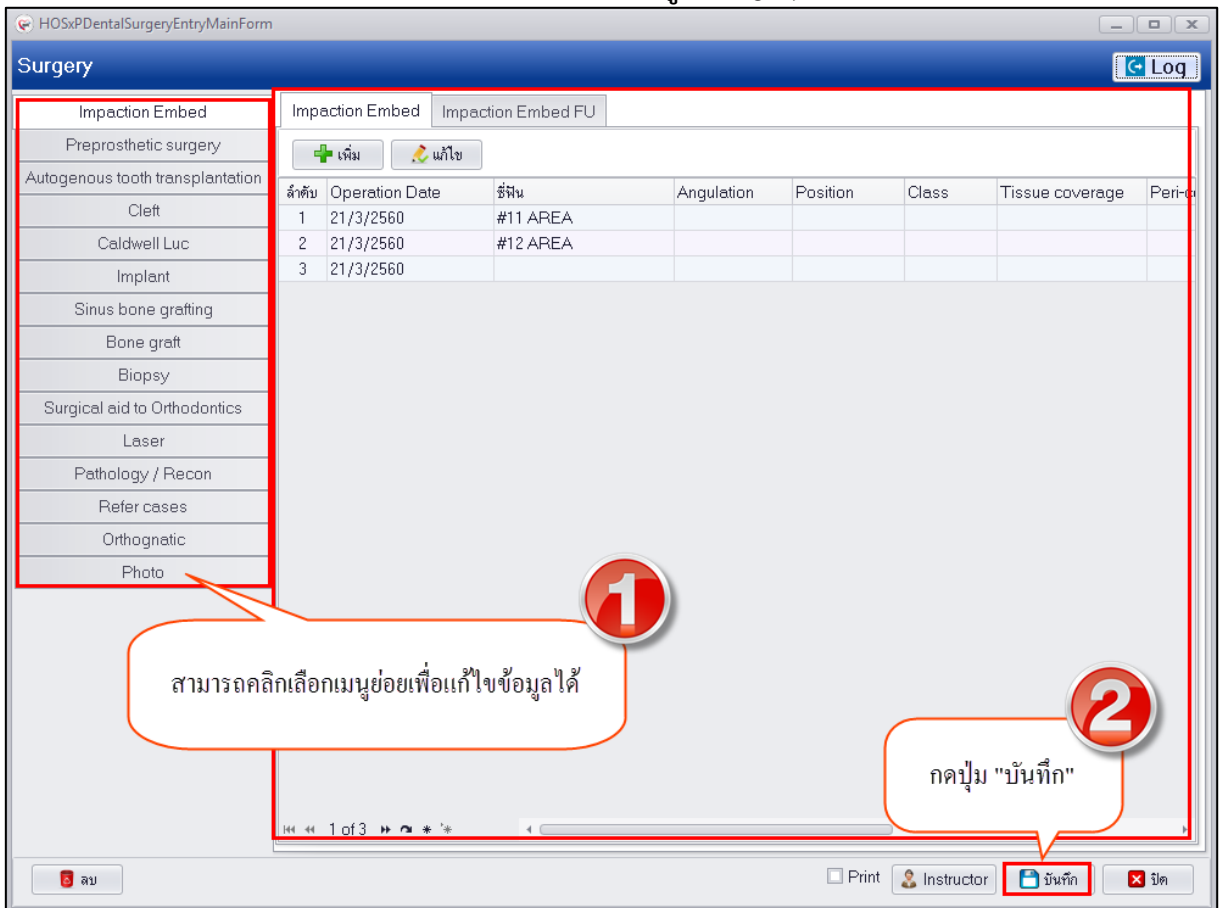 HOSxPDentalSurgeryEntryMainForm
Surgery
Log
Impaction Embed
Preprosthetic surgery
Autogenous tooth transplantation
Cleft
Caldwell Luc
Implant
Sinus bone grafting
Bone graft
Biopsy
Surgical aid to Orthodontics
Laser
Pathology / Recon
Refer cases
Orthognatic
Photo
Impaction Embed Impaction Embed FU
เพิ่ม แก้ไข
ลำดับ Operation Date ซี่ฟัน Angulation Position Class Tissue coverage
1 21/3/2560 #11 AREA
2 21/3/2560 #12 AREA
3 21/3/2560
1
สามารถคลิกเลือกเมนูย่อยเพื่อแก้ไขข้อมูลได้
2
กดปุ่ม "บันทึก"
1 of 3
ลบ Print Instructor บันทึก ปิด